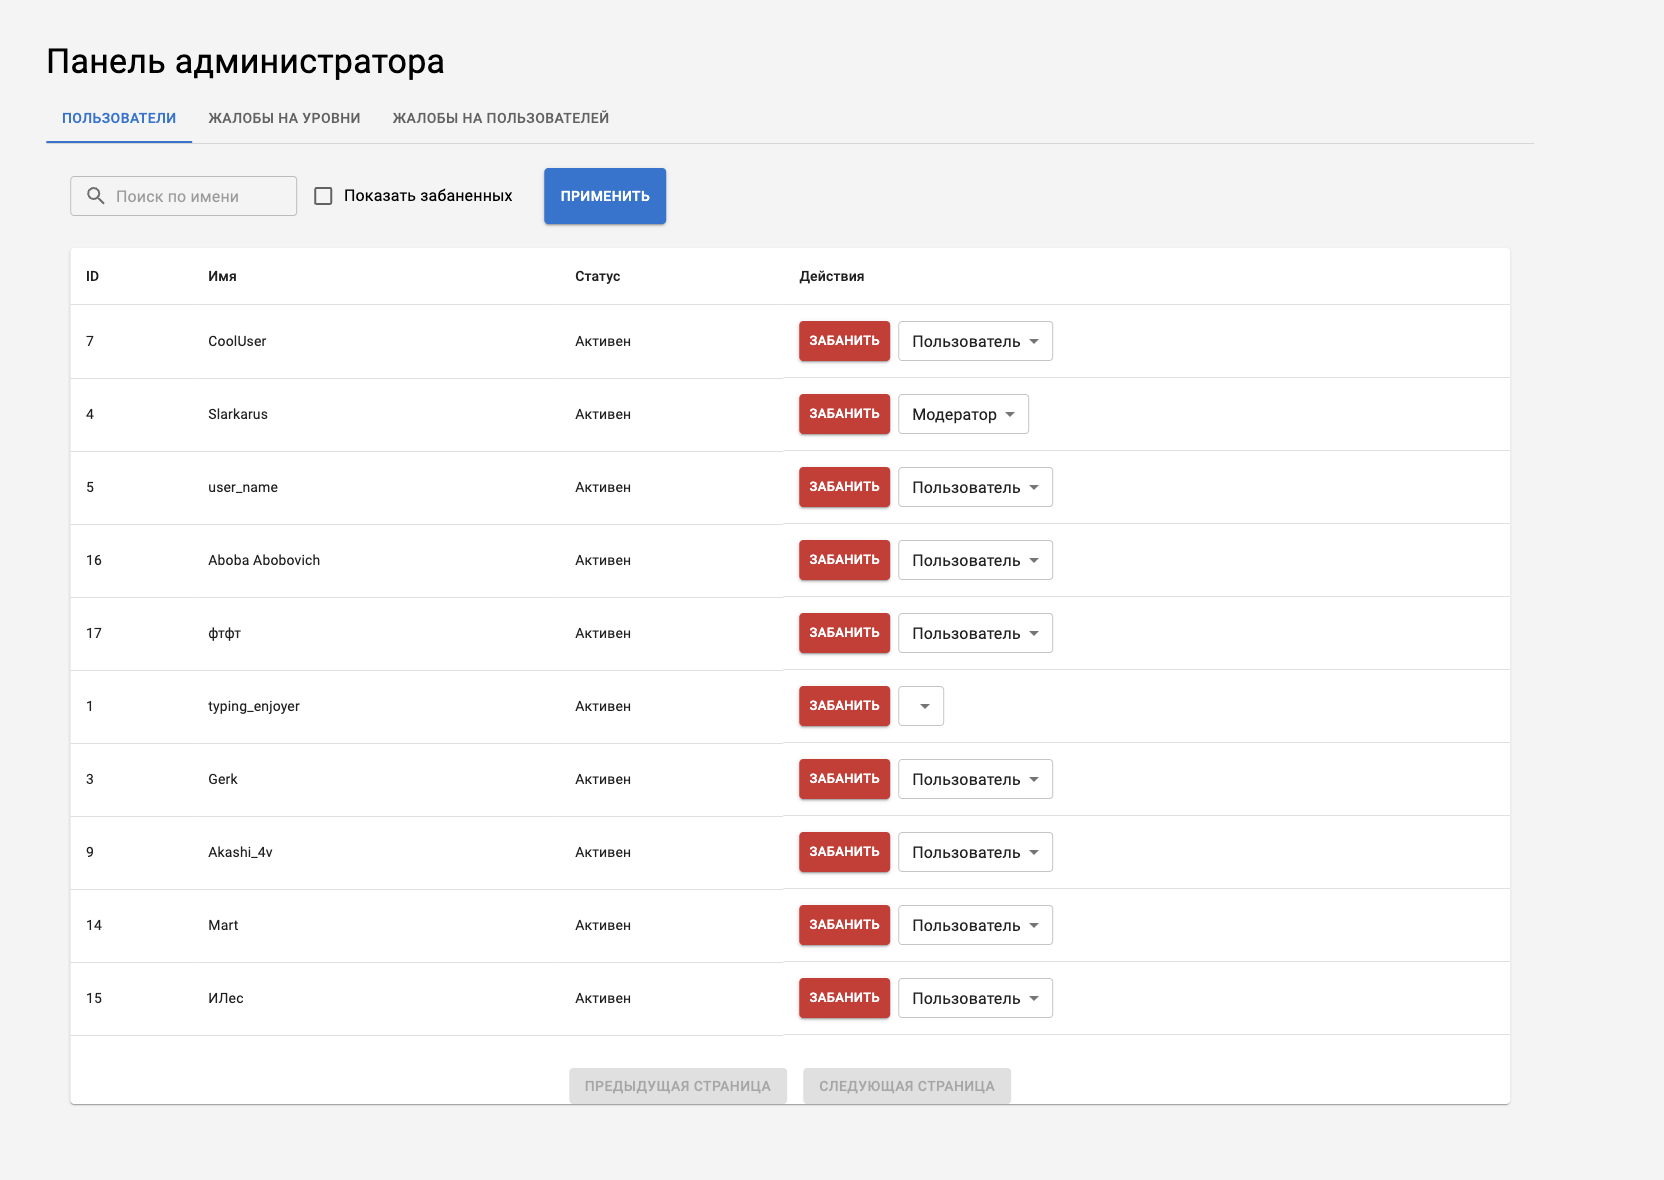 Панель администратора
ПОЛЬЗОВАТЕЛИ ЖАЛОБЫ НА УРОВНИ ЖАЛОБЫ НА ПОЛЬЗОВАТЕЛЕЙ
Поиск по имени Показать забаненных ПРИМЕНИТЬ
ID Имя Статус Действия
7 CoolUser Активен ЗАБАНИТЬ Пользователь
4 Slarkarus Активен ЗАБАНИТЬ Модератор
5 user_name Активен ЗАБАНИТЬ Пользователь
16 Aboba Abobovich Активен ЗАБАНИТЬ Пользователь
17 фтфт Активен ЗАБАНИТЬ Пользователь
1 typing_enjoyer Активен ЗАБАНИТЬ
3 Gerk Активен ЗАБАНИТЬ Пользователь
9 Akashi_4v Активен ЗАБАНИТЬ Пользователь
14 Mart Активен ЗАБАНИТЬ Пользователь
15 ИЛес Активен ЗАБАНИТЬ Пользователь
ПРЕДЫДУЩАЯ СТРАНИЦА СЛЕДУЮЩАЯ СТРАНИЦА